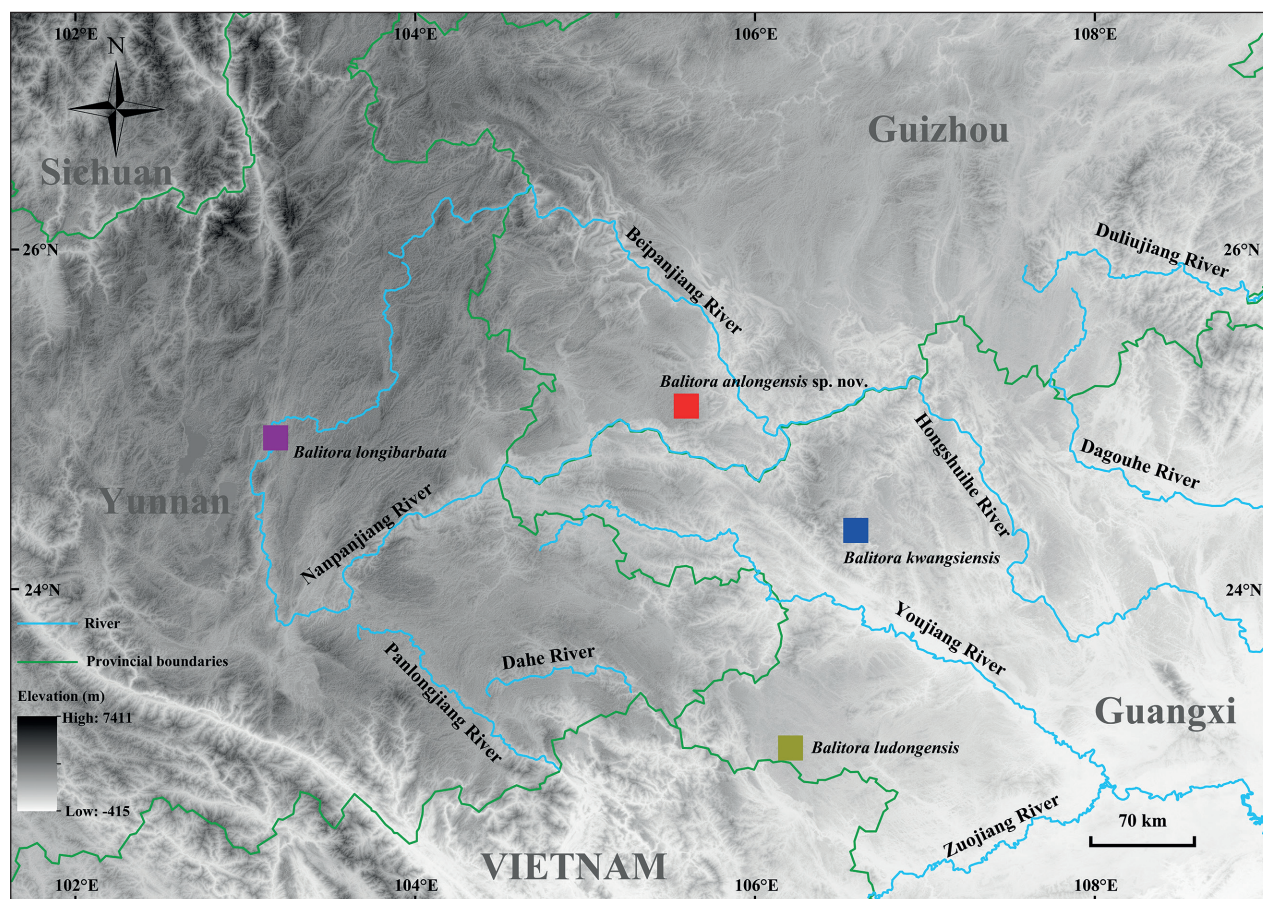 102°E
104°E
106°E
108°E
N
Guizhou
Sichuan
26°N
26°N
Duliujiang River
Beipanjiang River
Balitora anlongensis sp. nov.
Balitora longibarbata
Hongshuihe River
Dagouhe River
Yunnan
Nanpanjiang River
Balitora kwangsiensis
24°N
24°N
River
Youjiang River
Provincial boundaries
Panlongjiang River
Dahe River
Elevation (m)
High: 7411
Guangxi
Balitora ludongensis
Low: -415
Zuojiang River
70 km
VIETNAM
102°E
104°E
106°E
108°E